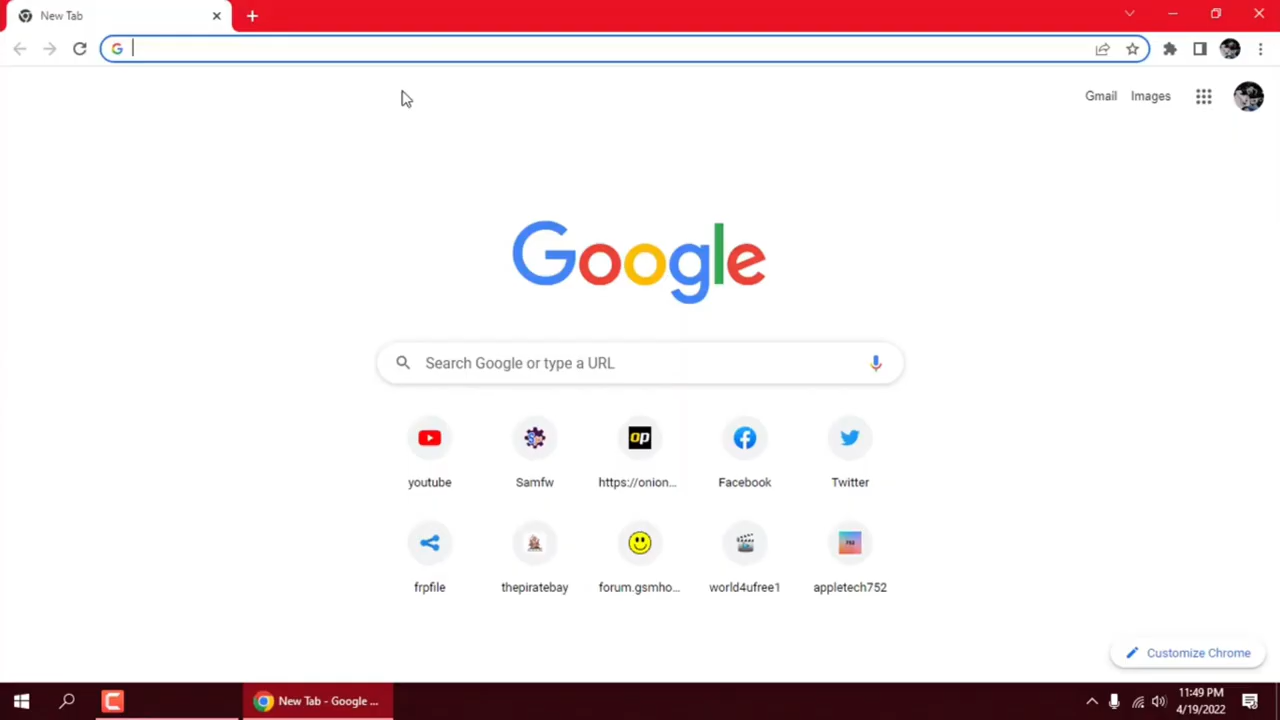 New Tab
Gmail Images
Google
Search Google or type a URL
youtube Samfw https://onion... Facebook Twitter
frpfile thepiratebay forum.gsmho... world4ufree1 appletech752
Customize Chrome
New Tab - Google ...
11:49 PM
4/19/2022